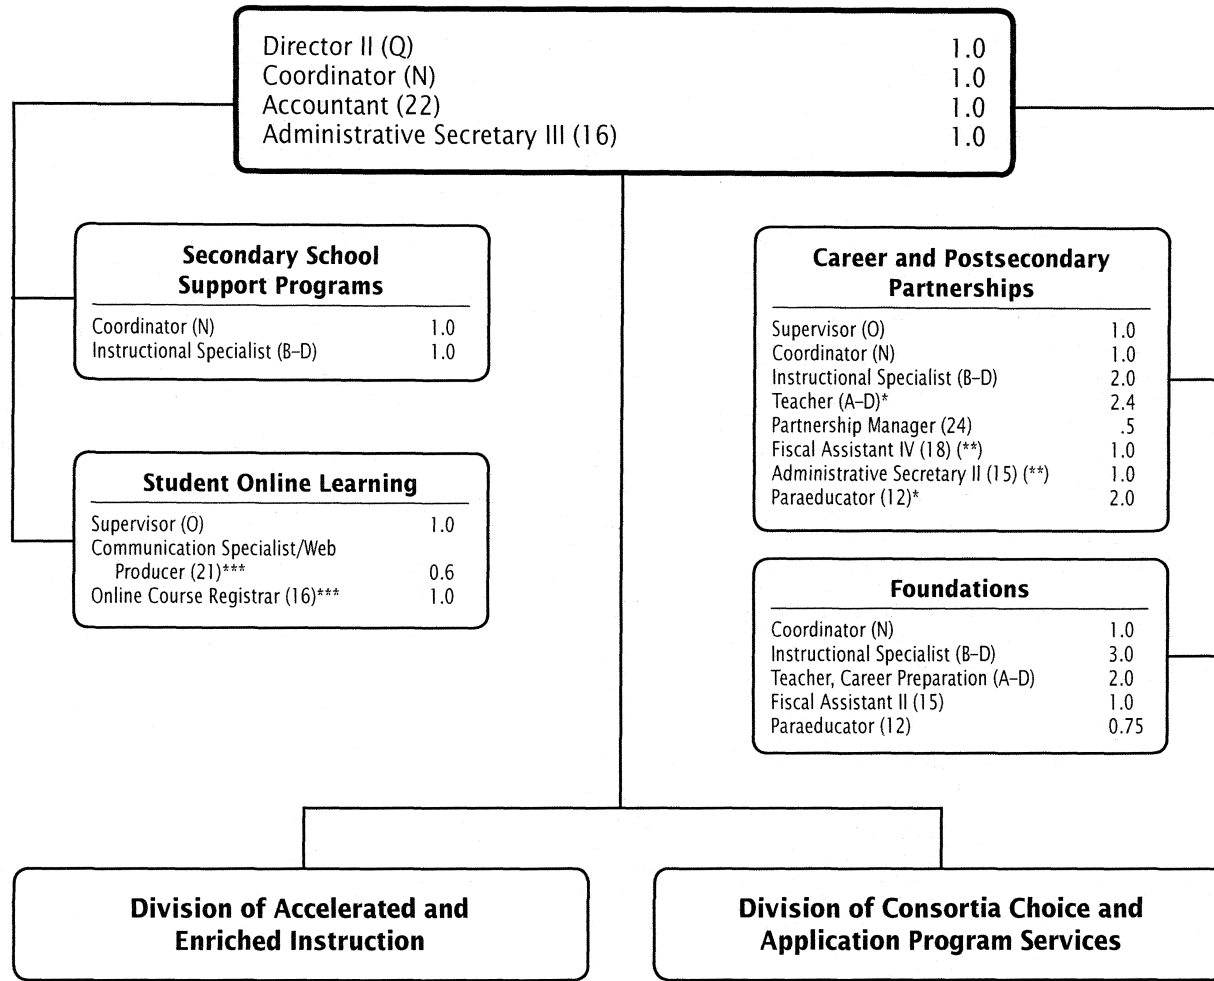 Director II (Q) 1.0
Coordinator (N) 1.0
Accountant (22) 1.0
Administrative Secretary III (16) 1.0
Secondary School
Support Programs
Coordinator (N) 1.0
Instructional Specialist (B–D) 1.0
Student Online Learning
Supervisor (O) 1.0
Communication Specialist/Web
Producer (21)*** 0.6
Online Course Registrar (16)*** 1.0
Career and Postsecondary
Partnerships
Supervisor (O) 1.0
Coordinator (N) 1.0
Instructional Specialist (B–D) 2.0
Teacher (A–D)* 2.4
Partnership Manager (24) .5
Fiscal Assistant IV (18) (**) 1.0
Administrative Secretary II (15) (**) 1.0
Paraeducator (12)* 2.0
Foundations
Coordinator (N) 1.0
Instructional Specialist (B–D) 3.0
Teacher, Career Preparation (A–D) 2.0
Fiscal Assistant II (15) 1.0
Paraeducator (12) 0.75
Division of Accelerated and
Enriched Instruction
Division of Consortia Choice and
Application Program Services